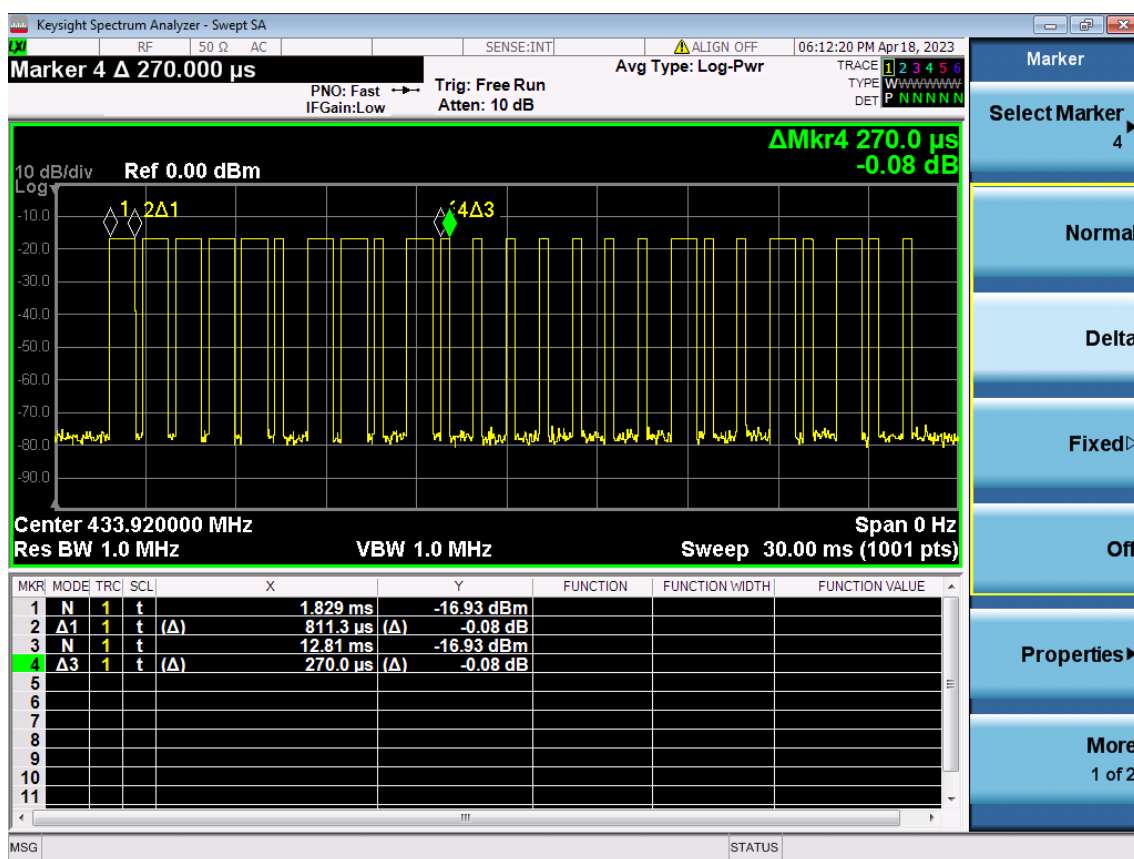 Keysight Spectrum Analyzer - Swept SA
LXI RF 50 Ω AC SENSE:INT ALIGN OFF 06:12:20 PM Apr 18, 2023
Marker 4 Δ 270.000 µs
PNO: Fast
IFGain:Low
Trig: Free Run
Atten: 10 dB
Avg Type: Log-Pwr
TRACE 1 2 3 4 5 6
TYPE WWWWWW
DET P N N N N N
ΔMkr4 270.0 µs
-0.08 dB
10 dB/div Ref 0.00 dBm
Log
-10.0
-20.0
-30.0
-40.0
-50.0
-60.0
-70.0
-80.0
-90.0
1 2Δ1 4Δ3
Center 433.920000 MHz Span 0 Hz
Res BW 1.0 MHz VBW 1.0 MHz Sweep 30.00 ms (1001 pts)
MKR MODE TRC SCL X Y FUNCTION FUNCTION WIDTH FUNCTION VALUE
1 N 1 t 1.829 ms -16.93 dBm
2 Δ1 1 t (Δ) 811.3 µs (Δ) -0.08 dB
3 N 1 t 12.81 ms -16.93 dBm
4 Δ3 1 t (Δ) 270.0 µs (Δ) -0.08 dB
5
6
7
8
9
10
11
MSG STATUS
Marker
Select Marker
4
Normal
Delta
Fixed
Off
Properties
More
1 of 2